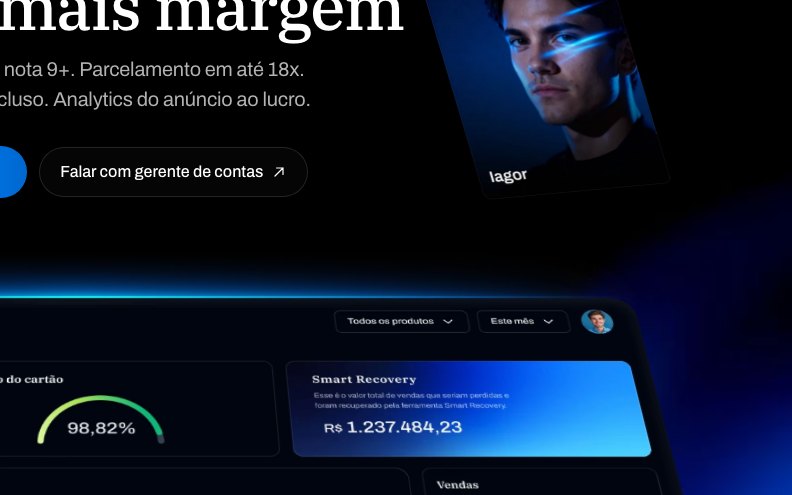 mais margem
nota 9+. Parcelamento em até 18x.
cluso. Analytics do anúncio ao lucro.
Falar com gerente de contas
Iagor
Todos os produtos
Este mês
o do cartão
98,82%
Smart Recovery
Esse é o valor total de vendas que seriam perdidas e
foram recuperado pela ferramenta Smart Recovery.
R$ 1.237.484,23
Vendas